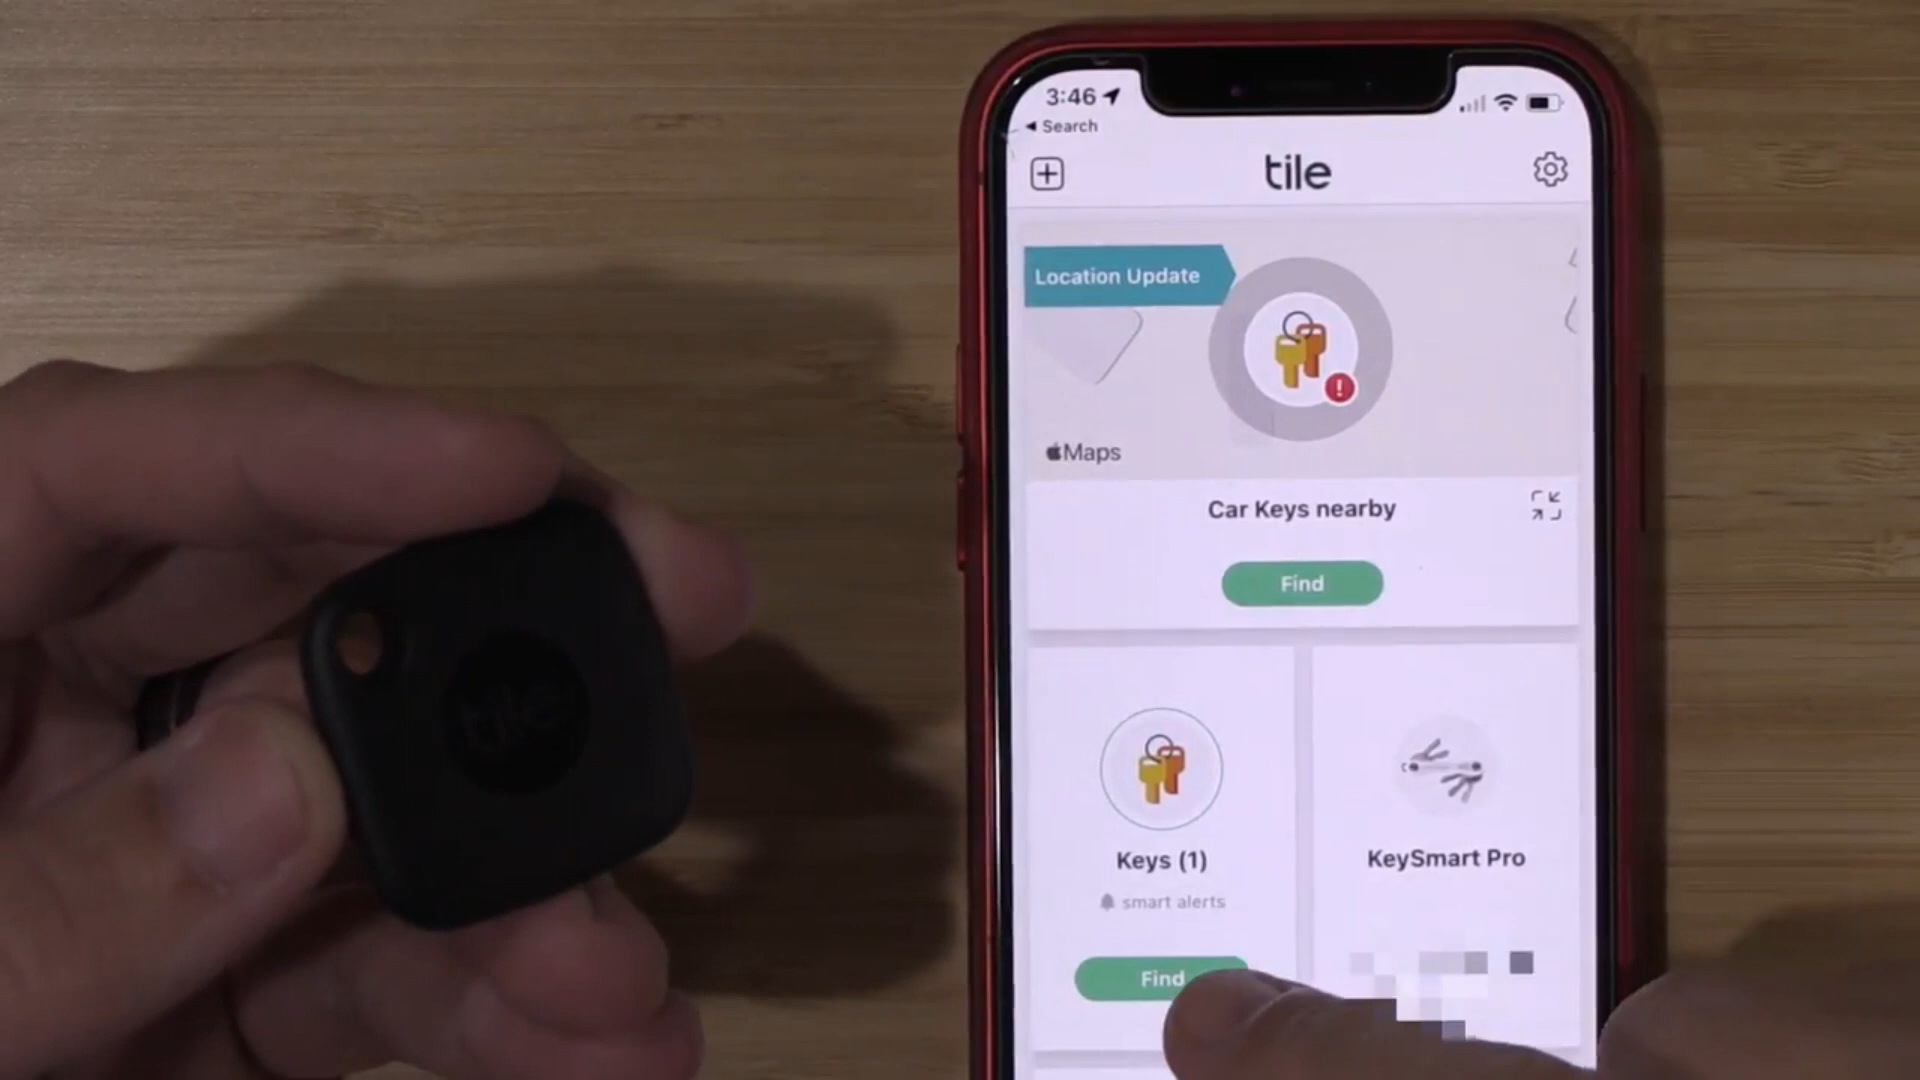 3:46
Search
tile
Location Update
Maps
Car Keys nearby
Find
Keys (1)
smart alerts
Find
KeySmart Pro
tile